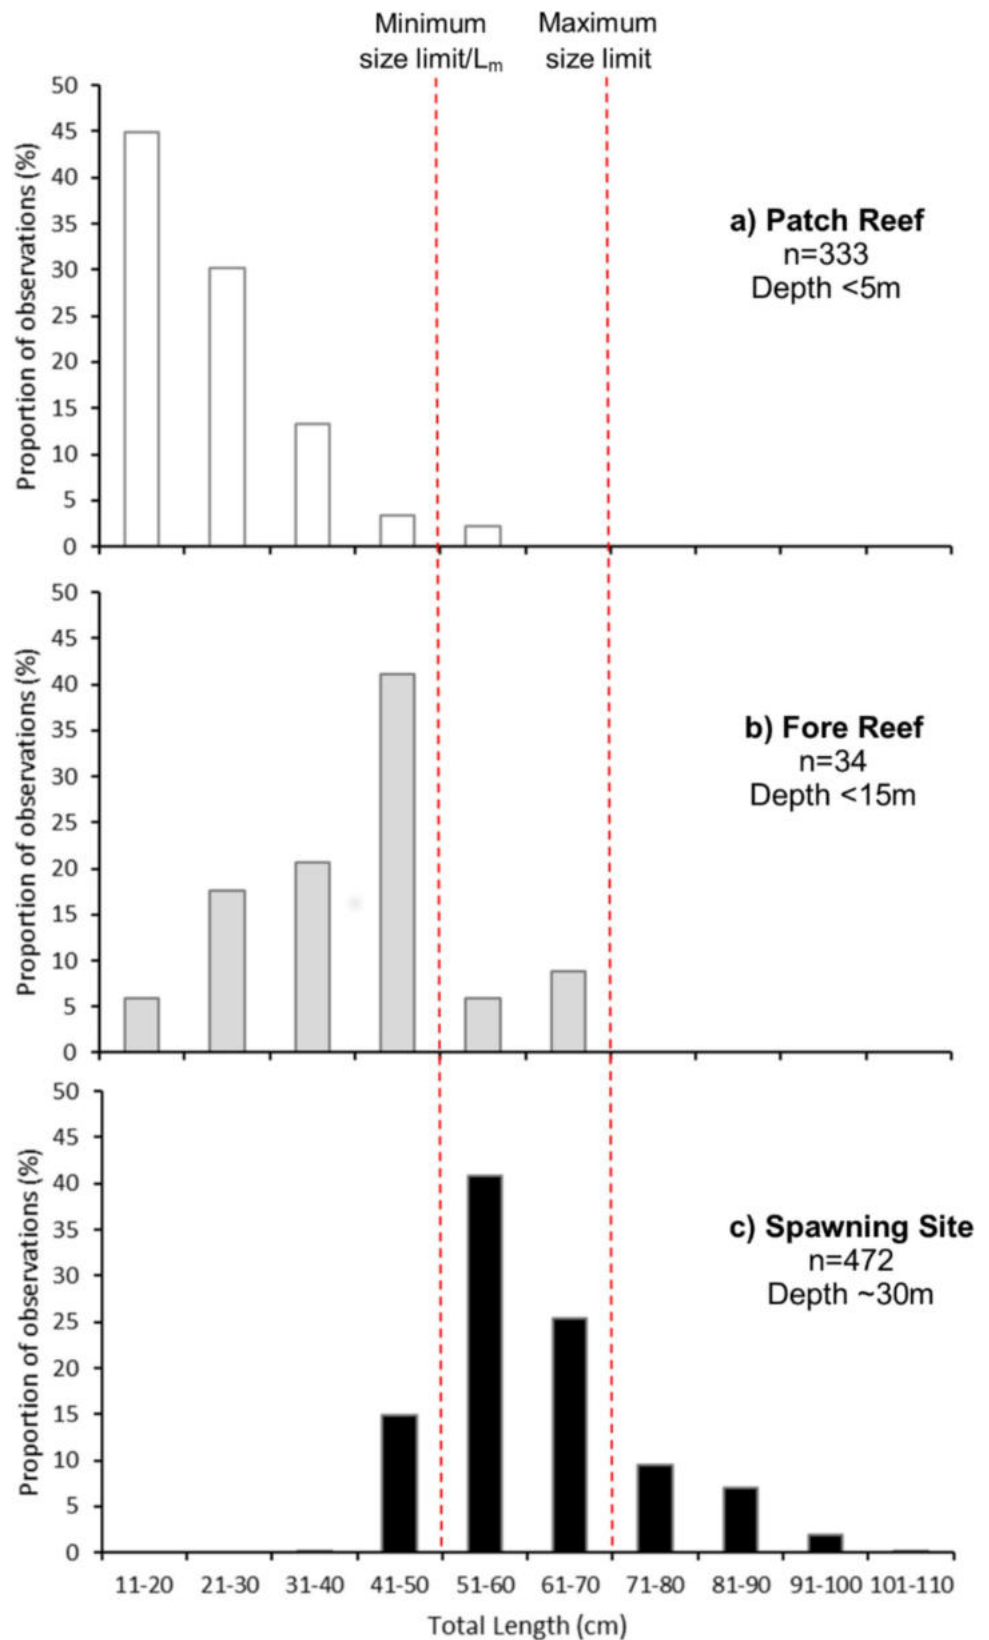 Minimum
size limit/Lm
Maximum
size limit
50
45
40
35
30
25
20
15
10
5
0
Proportion of observations (%)
a) Patch Reef
n=333
Depth <5m
50
45
40
35
30
25
20
15
10
5
0
Proportion of observations (%)
b) Fore Reef
n=34
Depth <15m
50
45
40
35
30
25
20
15
10
5
0
Proportion of observations (%)
c) Spawning Site
n=472
Depth ~30m
11-20 21-30 31-40 41-50 51-60 61-70 71-80 81-90 91-100 101-110
Total Length (cm)